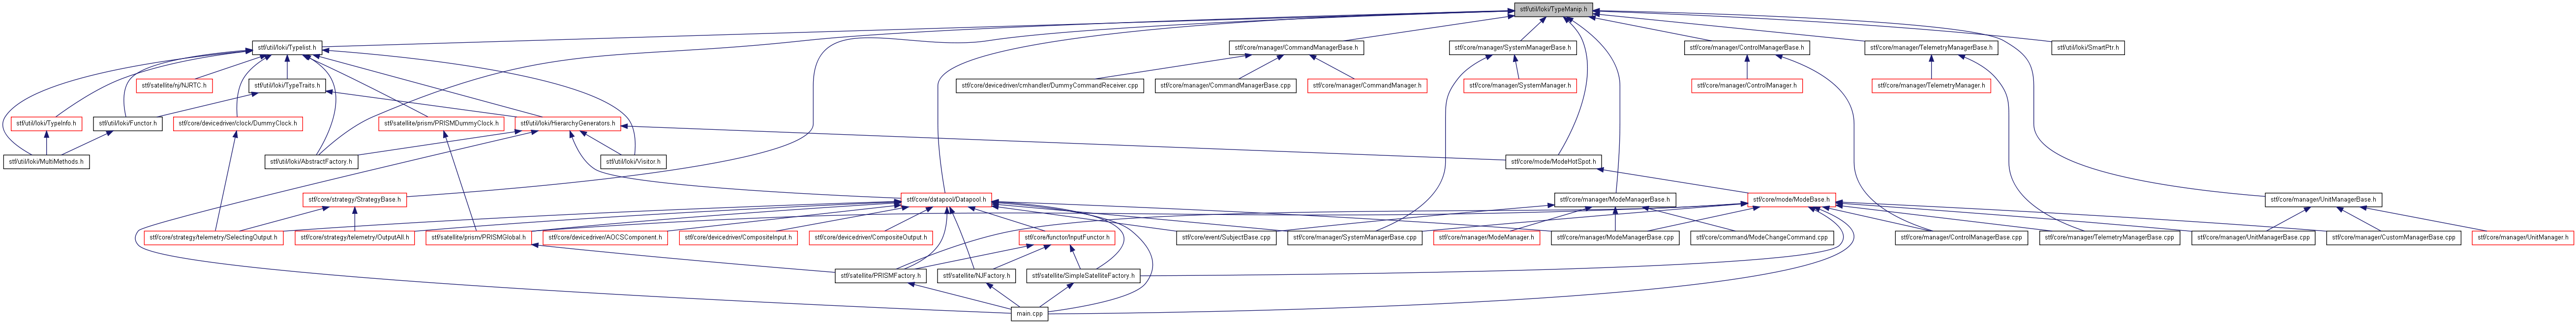 stf/util/loki/TypeManip.h
stf/util/loki/Typelist.h
stf/core/manager/CommandManagerBase.h
stf/core/manager/SystemManagerBase.h
stf/core/manager/ControlManagerBase.h
stf/core/manager/TelemetryManagerBase.h
stf/util/loki/SmartPtr.h
stf/satellite/nj/NJRTC.h
stf/util/loki/TypeTraits.h
stf/core/devicedriver/cmhandler/DummyCommandReceiver.cpp
stf/core/manager/CommandManagerBase.cpp
stf/core/manager/CommandManager.h
stf/core/manager/SystemManager.h
stf/core/manager/ControlManager.h
stf/core/manager/TelemetryManager.h
stf/util/loki/TypeInfo.h
stf/util/loki/Functor.h
stf/core/devicedriver/clock/DummyClock.h
stf/satellite/prism/PRISMDummyClock.h
stf/util/loki/HierarchyGenerators.h
stf/util/loki/MultiMethods.h
stf/util/loki/AbstractFactory.h
stf/util/loki/Visitor.h
stf/core/mode/ModeHotSpot.h
stf/core/strategy/StrategyBase.h
stf/core/datapool/Datapool.h
stf/core/manager/ModeManagerBase.h
stf/core/mode/ModeBase.h
stf/core/manager/UnitManagerBase.h
stf/core/strategy/telemetry/SelectingOutput.h
stf/core/strategy/telemetry/OutputAll.h
stf/satellite/prism/PRISMGlobal.h
stf/core/devicedriver/AOCSComponent.h
stf/core/devicedriver/CompositeInput.h
stf/core/devicedriver/CompositeOutput.h
stf/core/functor/InputFunctor.h
stf/core/event/SubjectBase.cpp
stf/core/manager/SystemManagerBase.cpp
stf/core/manager/ModeManager.h
stf/core/manager/ModeManagerBase.cpp
stf/core/command/ModeChangeCommand.cpp
stf/core/manager/ControlManagerBase.cpp
stf/core/manager/TelemetryManagerBase.cpp
stf/core/manager/UnitManagerBase.cpp
stf/core/manager/CustomManagerBase.cpp
stf/core/manager/UnitManager.h
stf/satellite/PRISMFactory.h
stf/satellite/NJFactory.h
stf/satellite/SimpleSatelliteFactory.h
main.cpp